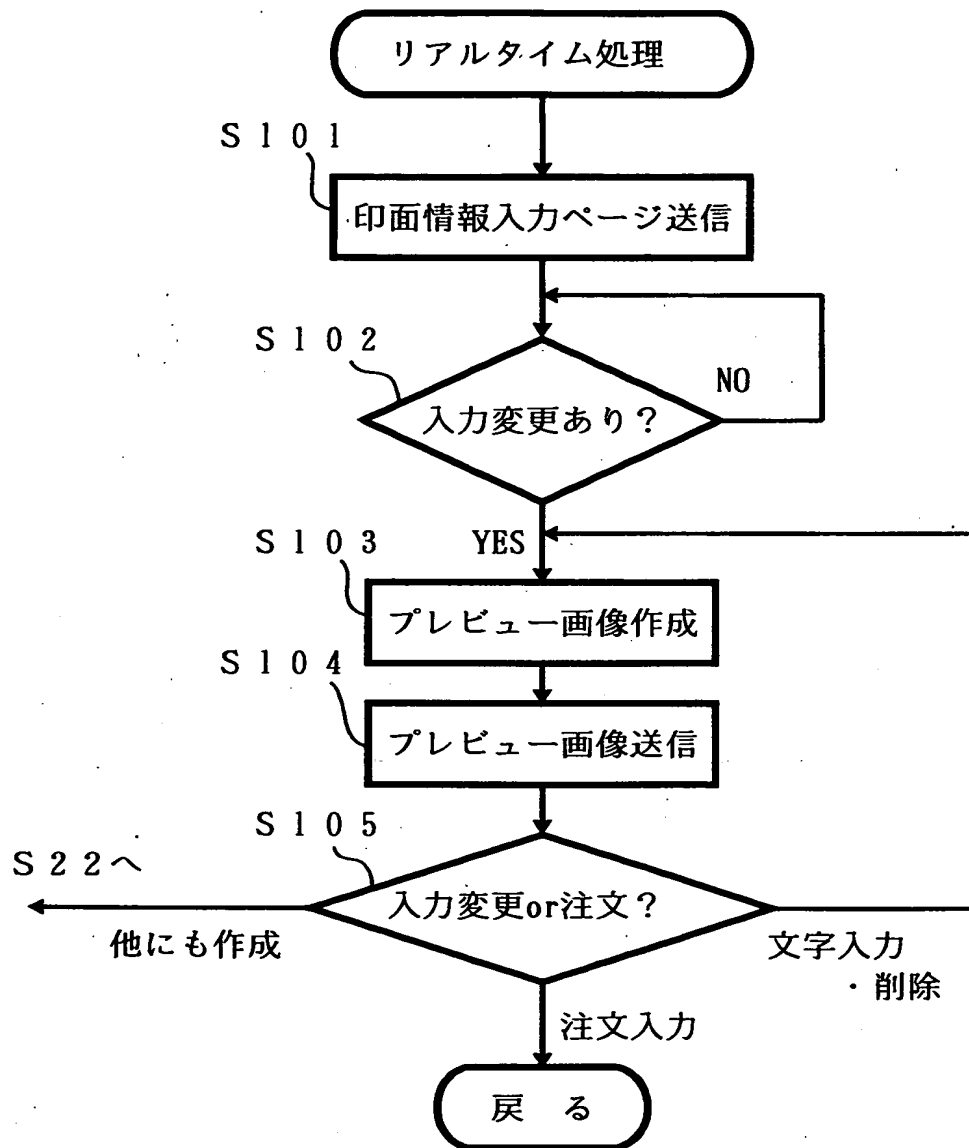 リアルタイム処理
S101
印面情報入力ページ送信
S102
入力変更あり？
NO
YES
S103
プレビュー画像作成
S104
プレビュー画像送信
S105
入力変更or注文？
S22へ
他にも作成
文字入力
・削除
注文入力
戻る